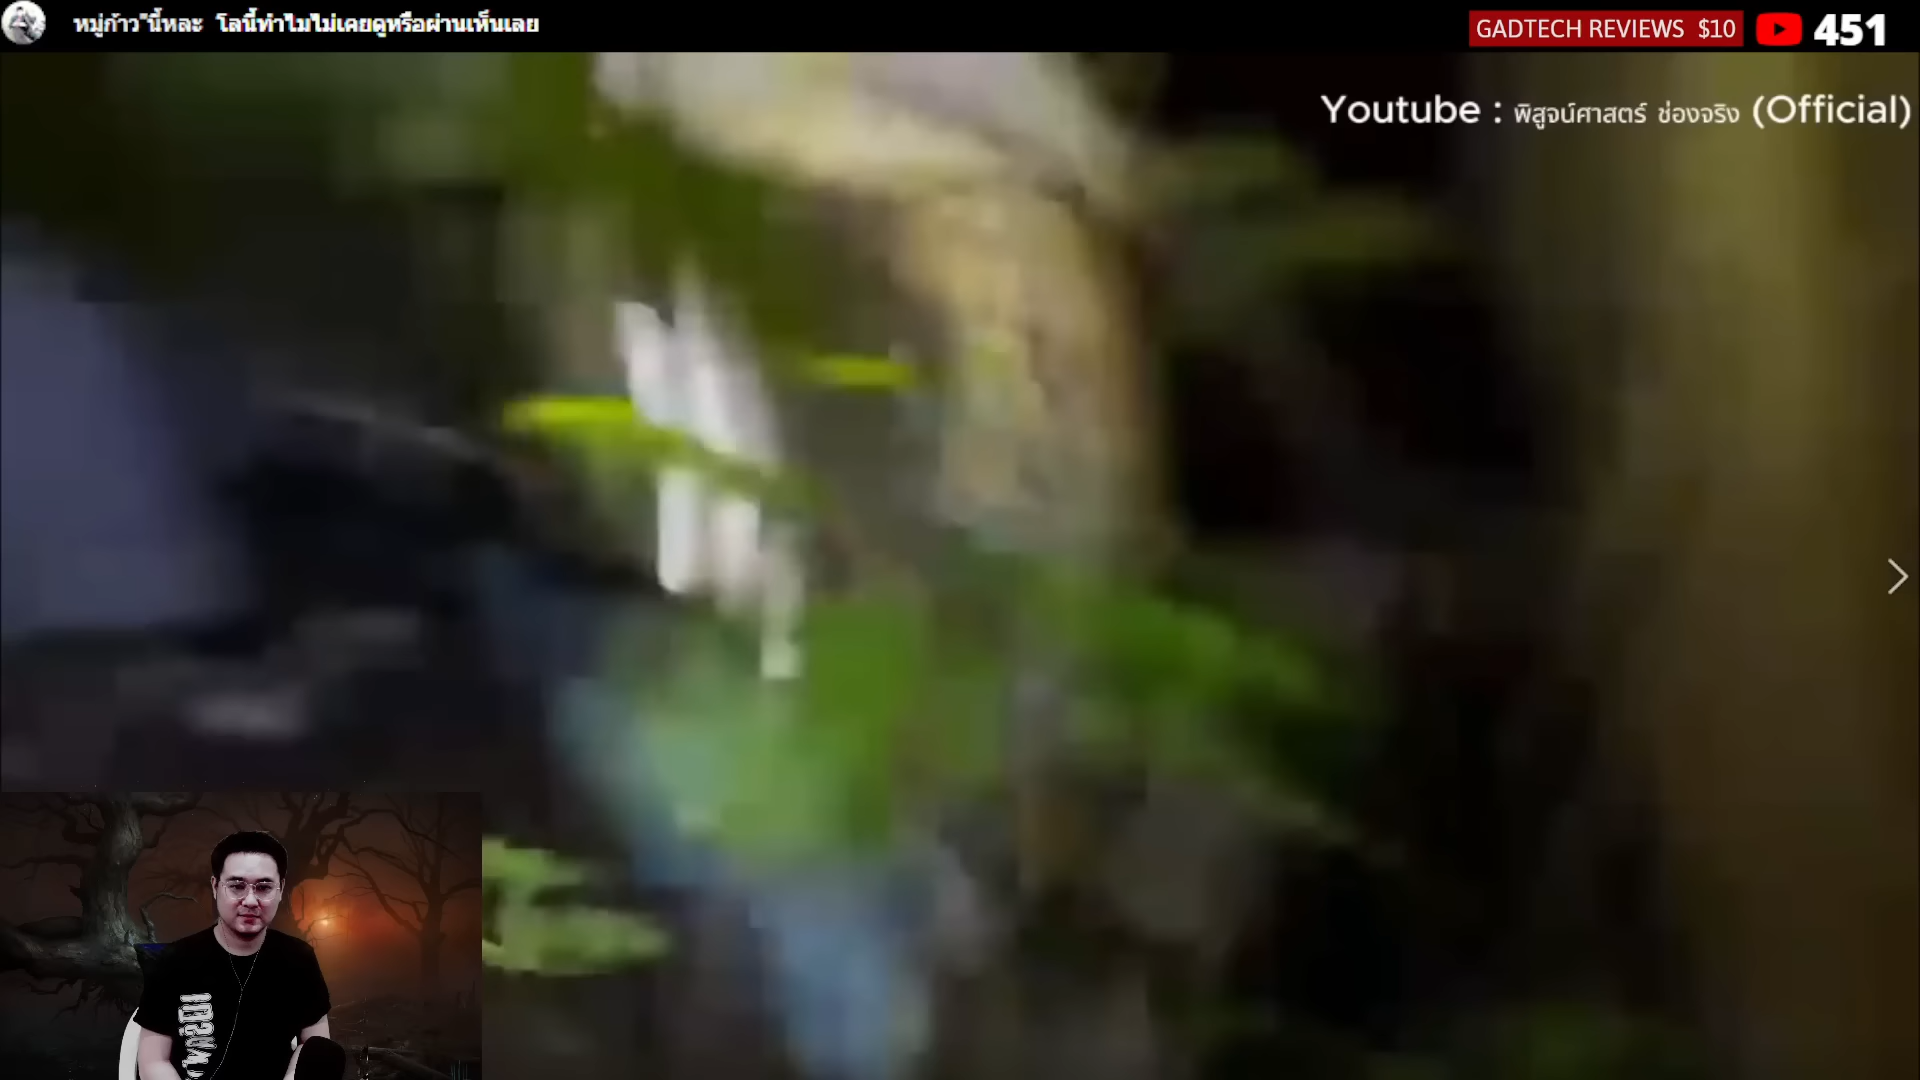 หมู่ก้าว"นี้หละ โลนี้ทำไมไม่เคยดูหรือผ่านเห็นเลย
GADTECH REVIEWS $10
451
Youtube : พิสูจน์ศาสตร์ ช่องจริง (Official)